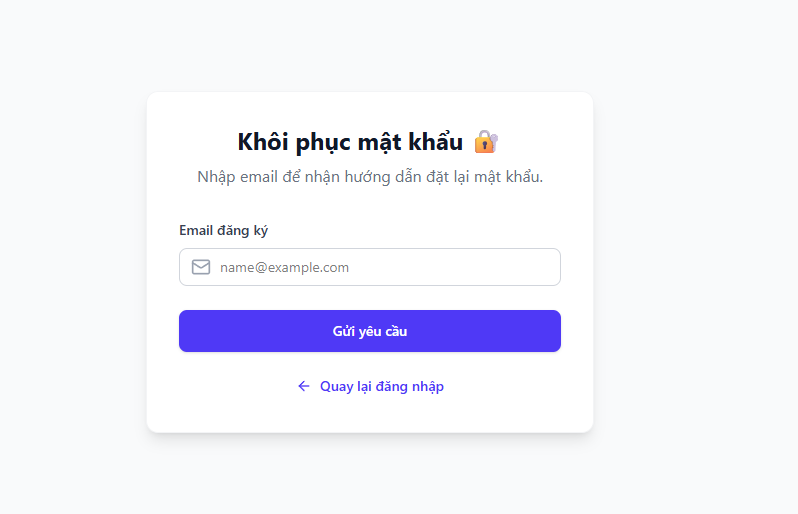 Khôi phục mật khẩu 🔐
Nhập email để nhận hướng dẫn đặt lại mật khẩu.
Email đăng ký
name@example.com
Gửi yêu cầu
← Quay lại đăng nhập